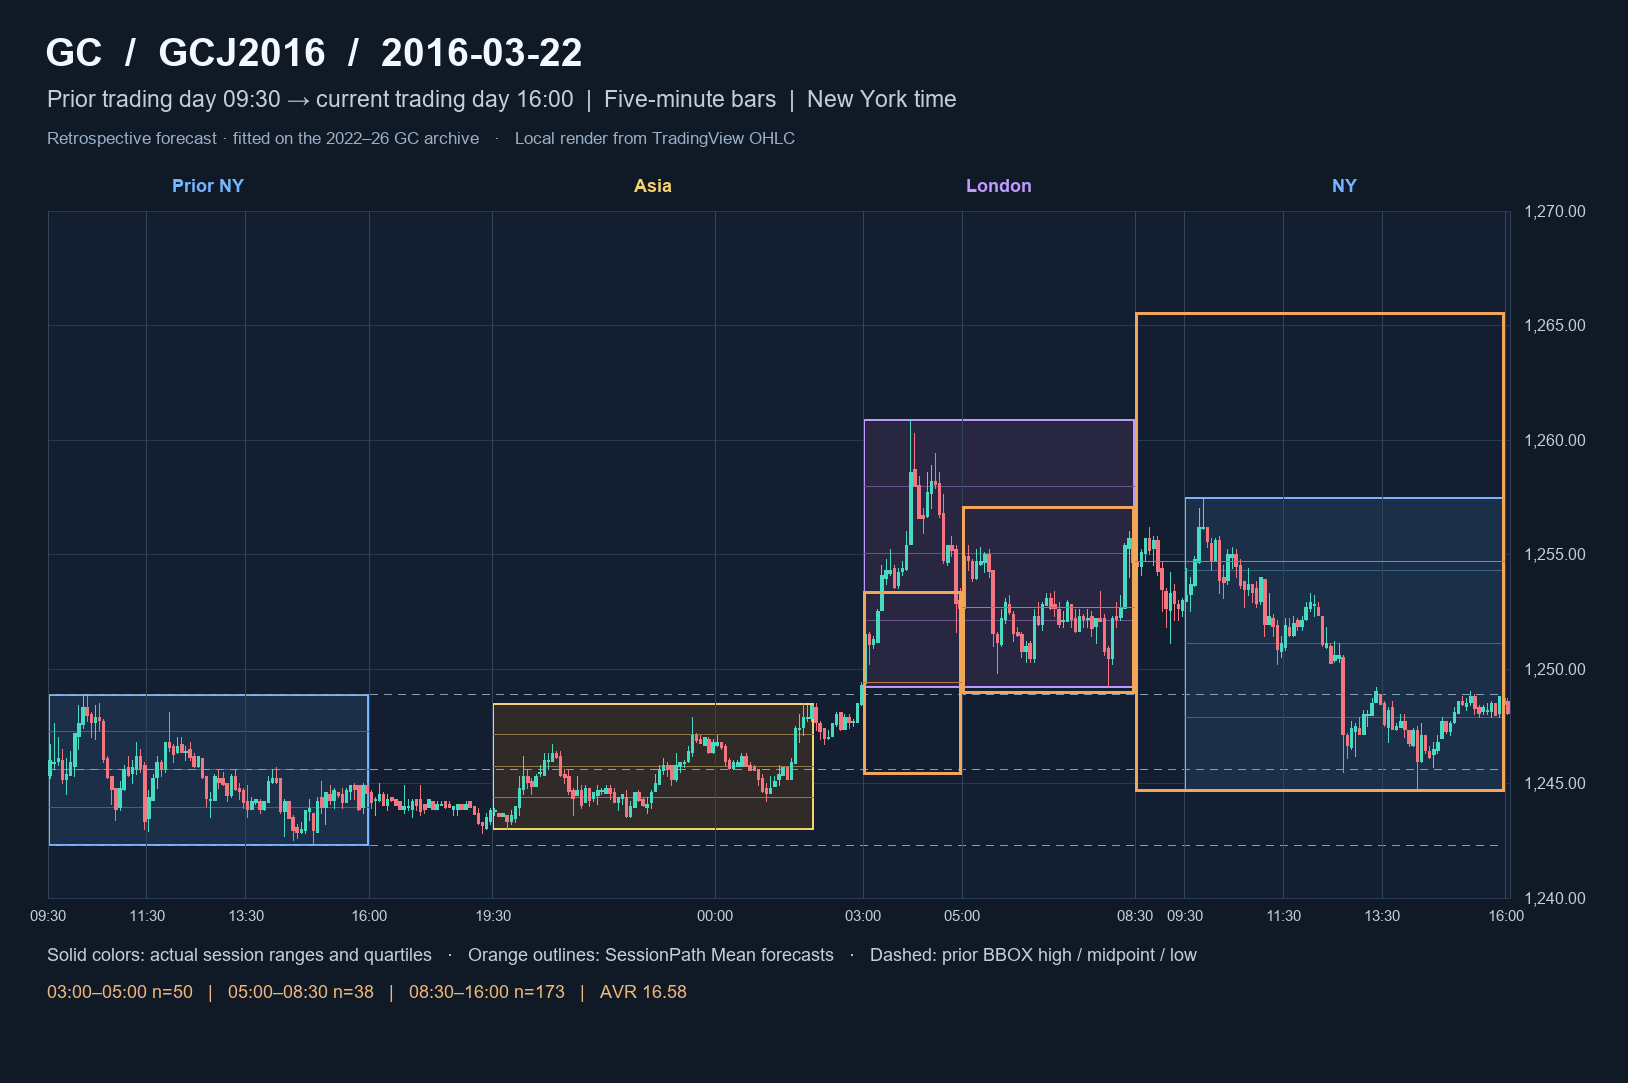 GC / GCJ2016 / 2016-03-22
Prior trading day 09:30 → current trading day 16:00 | Five-minute bars | New York time
Retrospective forecast · fitted on the 2022–26 GC archive · Local render from TradingView OHLC
Prior NY Asia London NY
1,270.00
1,265.00
1,260.00
1,255.00
1,250.00
1,245.00
1,240.00
09:30 11:30 13:30 16:00 19:30 00:00 03:00 05:00 08:30 09:30 11:30 13:30 16:00
Solid colors: actual session ranges and quartiles · Orange outlines: SessionPath Mean forecasts · Dashed: prior BBOX high / midpoint / low
03:00–05:00 n=50 | 05:00–08:30 n=38 | 08:30–16:00 n=173 | AVR 16.58